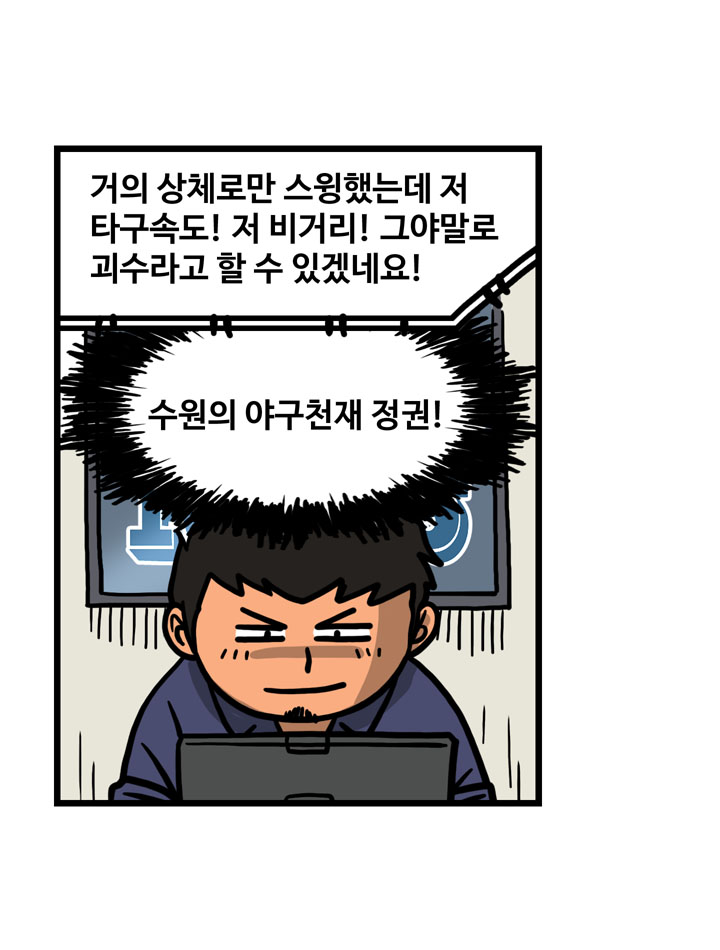 거의 상체로만 스윙했는데 저
타구속도! 저 비거리! 그야말로
괴수라고 할 수 있겠네요!
수원의 야구천재 정권!